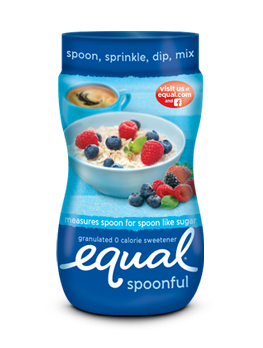 spoon, sprinkle, dip, mix
visit us at
equal.com
and f
measures spoon for spoon like sugar
granulated 0 calorie sweetener
equal
spoonful